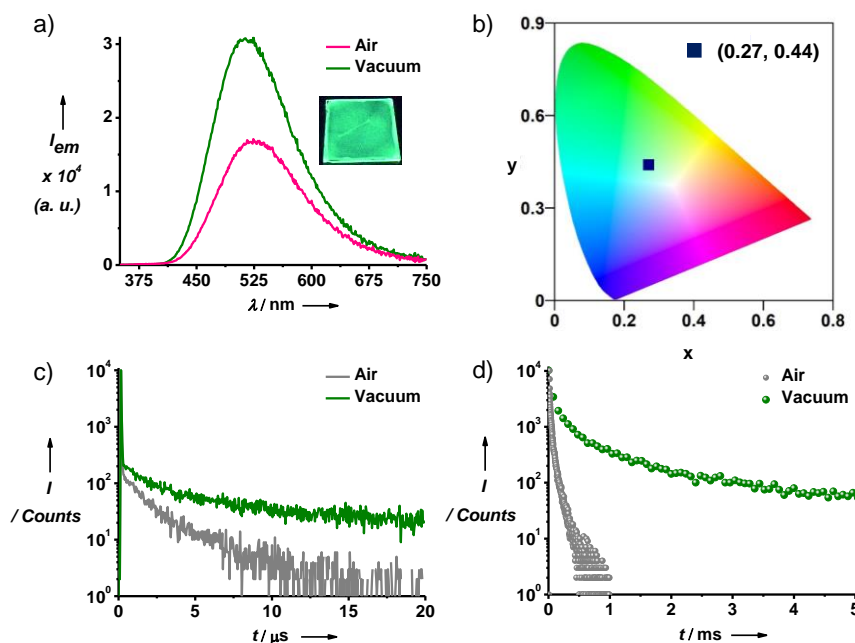 a)
3
2
1
0
I_em
x 10^4
(a. u.)
Air
Vacuum
375 450 525 600 675 750
λ / nm
b)
0.9
0.6
y
0.3
0
(0.27, 0.44)
0 0.2 0.4 0.6 0.8
x
c)
10^4
10^3
10^2
10^1
10^0
I
/ Counts
Air
Vacuum
0 5 10 15 20
t / µs
d)
10^4
10^3
10^2
10^1
10^0
I
/ Counts
Air
Vacuum
0 1 2 3 4 5
t / ms